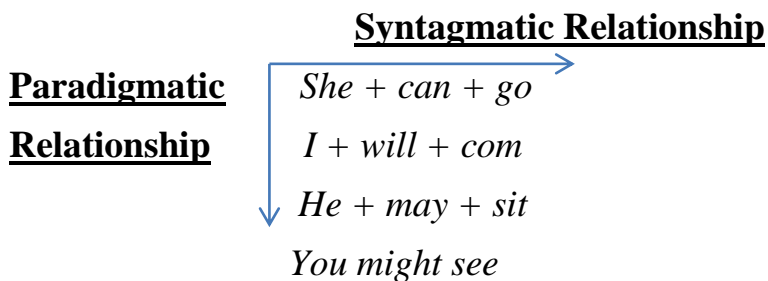 Syntagmatic Relationship
Paradigmatic She + can + go
Relationship I + will + com
He + may + sit
You might see